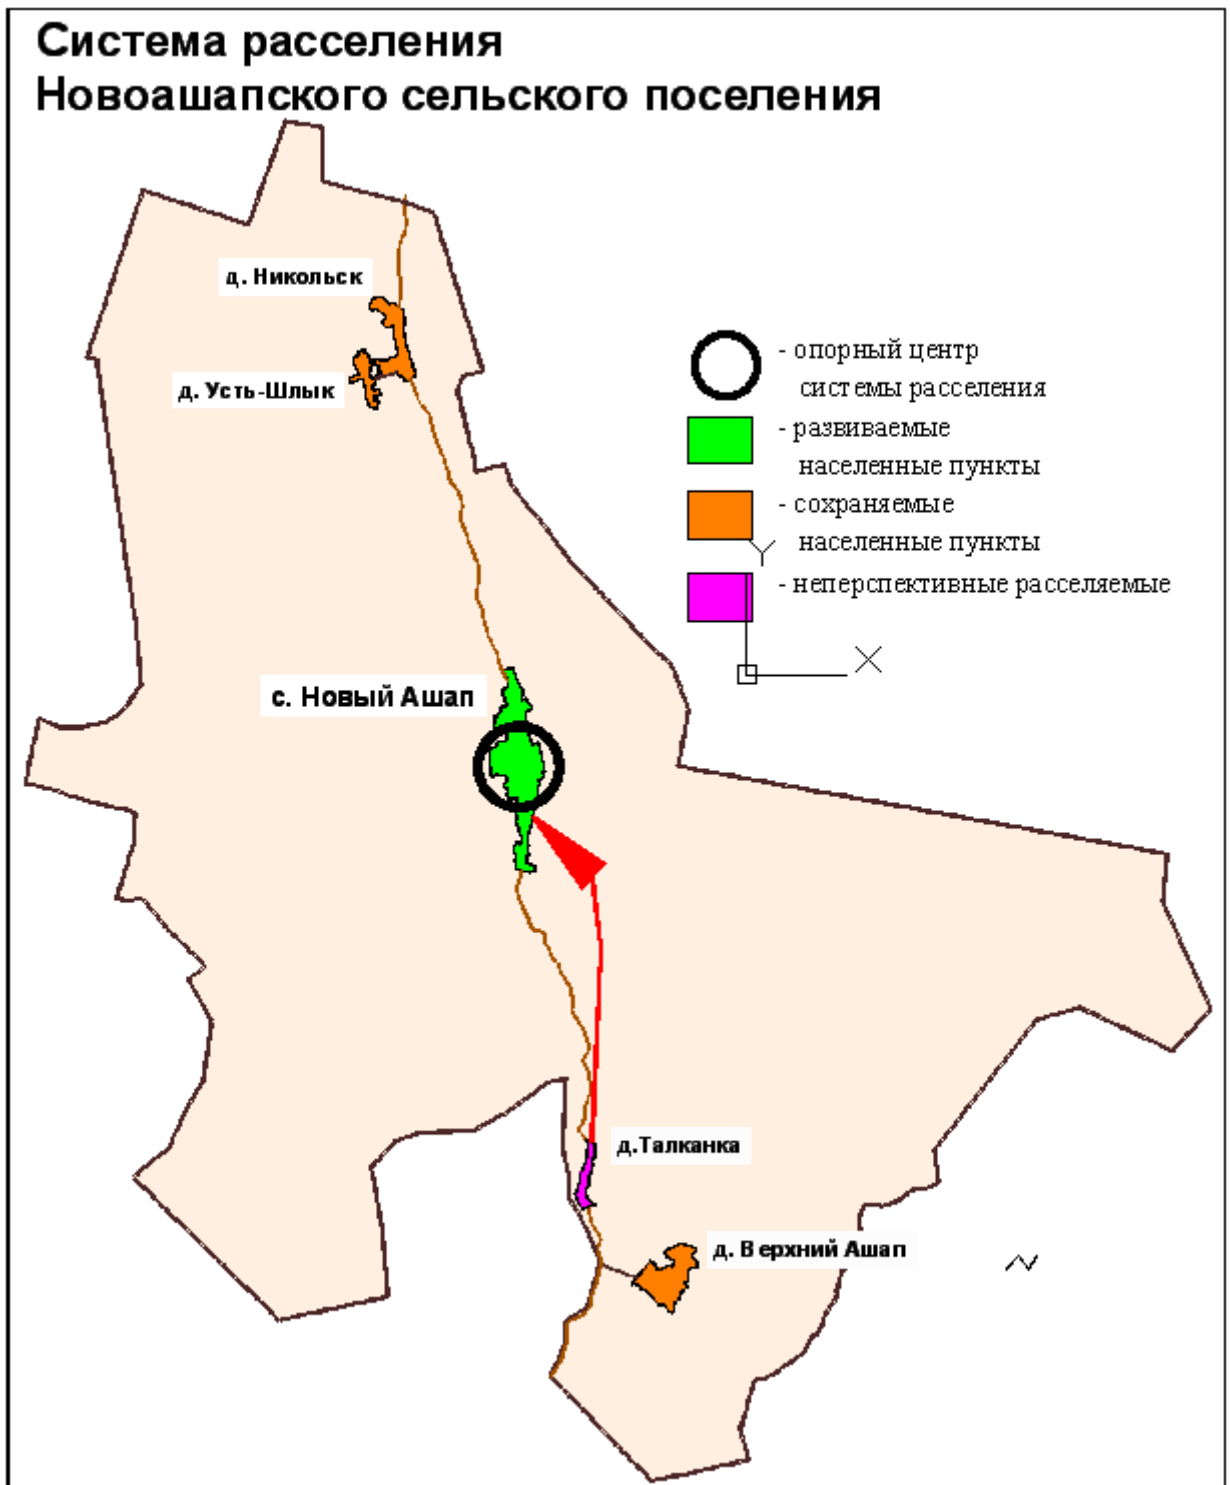 Система расселения
Новоашапского сельского поселения
д. Никольск
д. Усть-Шлык
- опорный центр
системы расселения
- развиваемые
населенные пункты
- сохраняемые
населенные пункты
Y
- неперспективные расселяемые
X
с. Новый Ашап
д.Талканка
д. Верхний Ашап